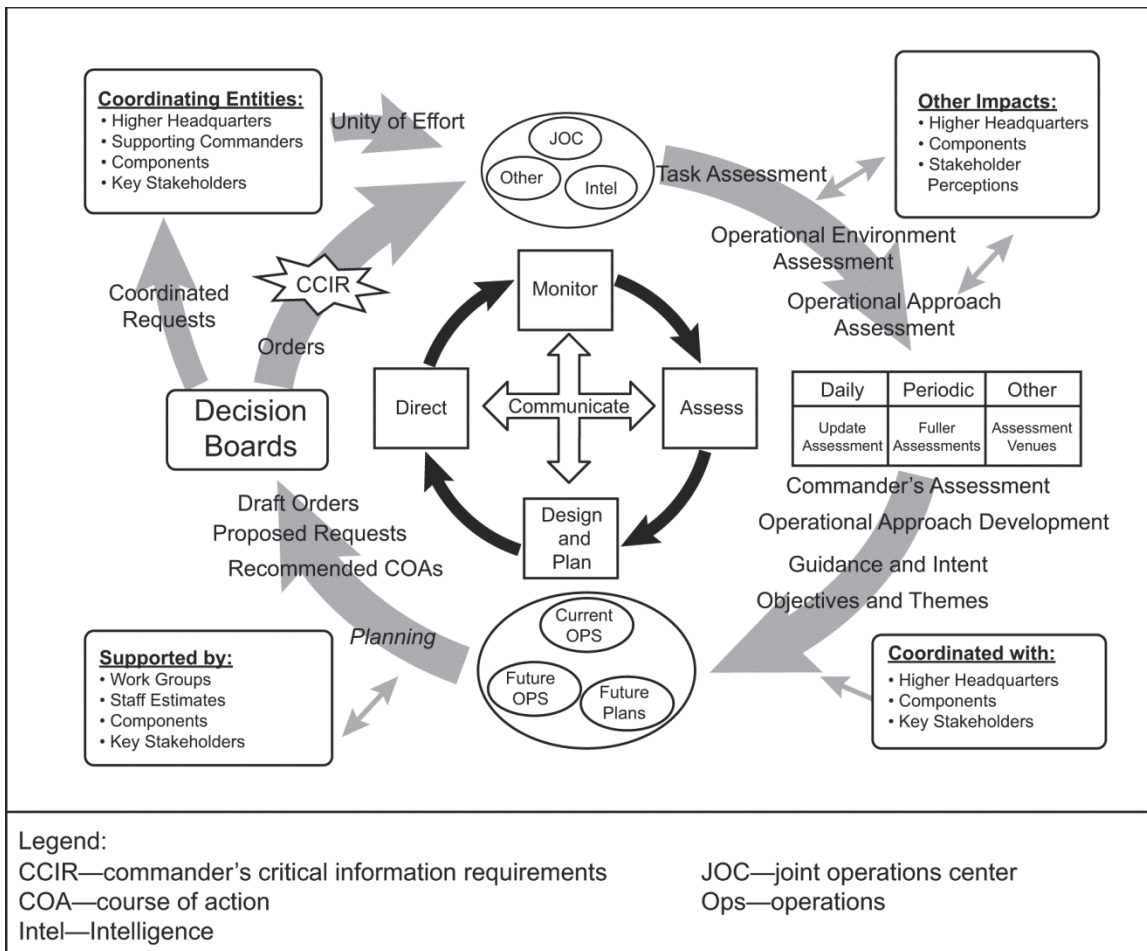 Coordinating Entities:
• Higher Headquarters
• Supporting Commanders
• Components
• Key Stakeholders
Unity of Effort
JOC
Other
Intel
Task Assessment
Other Impacts:
• Higher Headquarters
• Components
• Stakeholder
Perceptions
Operational Environment
Assessment
Operational Approach
Assessment
Coordinated
Requests
CCIR
Orders
Decision
Boards
Monitor
Direct
Communicate
Assess
Design
and
Plan
Daily
Periodic
Other
Update
Assessment
Fuller
Assessments
Assessment
Venues
Commander's Assessment
Operational Approach Development
Guidance and Intent
Objectives and Themes
Draft Orders
Proposed Requests
Recommended COAs
Planning
Current
OPS
Future
OPS
Future
Plans
Supported by:
• Work Groups
• Staff Estimates
• Components
• Key Stakeholders
Coordinated with:
• Higher Headquarters
• Components
• Key Stakeholders
Legend:
CCIR—commander's critical information requirements
COA—course of action
Intel—Intelligence
JOC—joint operations center
Ops—operations